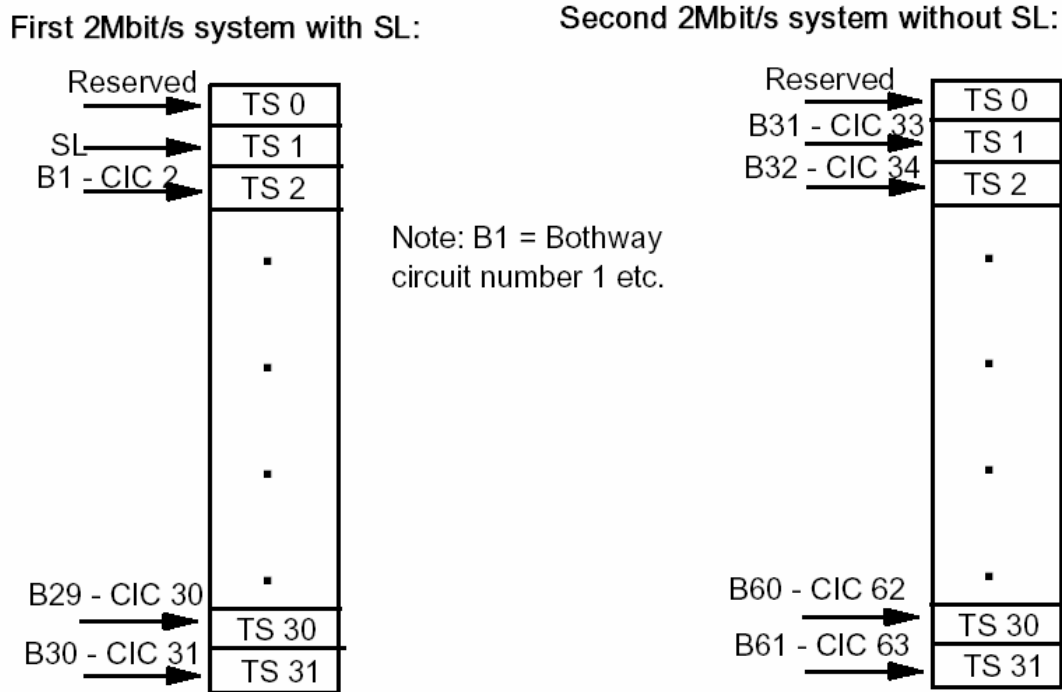 First 2Mbit/s system with SL:
Reserved
TS 0
SL
TS 1
B1 - CIC 2
TS 2
Note: B1 = Bothway
circuit number 1 etc.
B29 - CIC 30
TS 30
B30 - CIC 31
TS 31
Second 2Mbit/s system without SL:
Reserved
TS 0
B31 - CIC 33
TS 1
B32 - CIC 34
TS 2
B60 - CIC 62
TS 30
B61 - CIC 63
TS 31